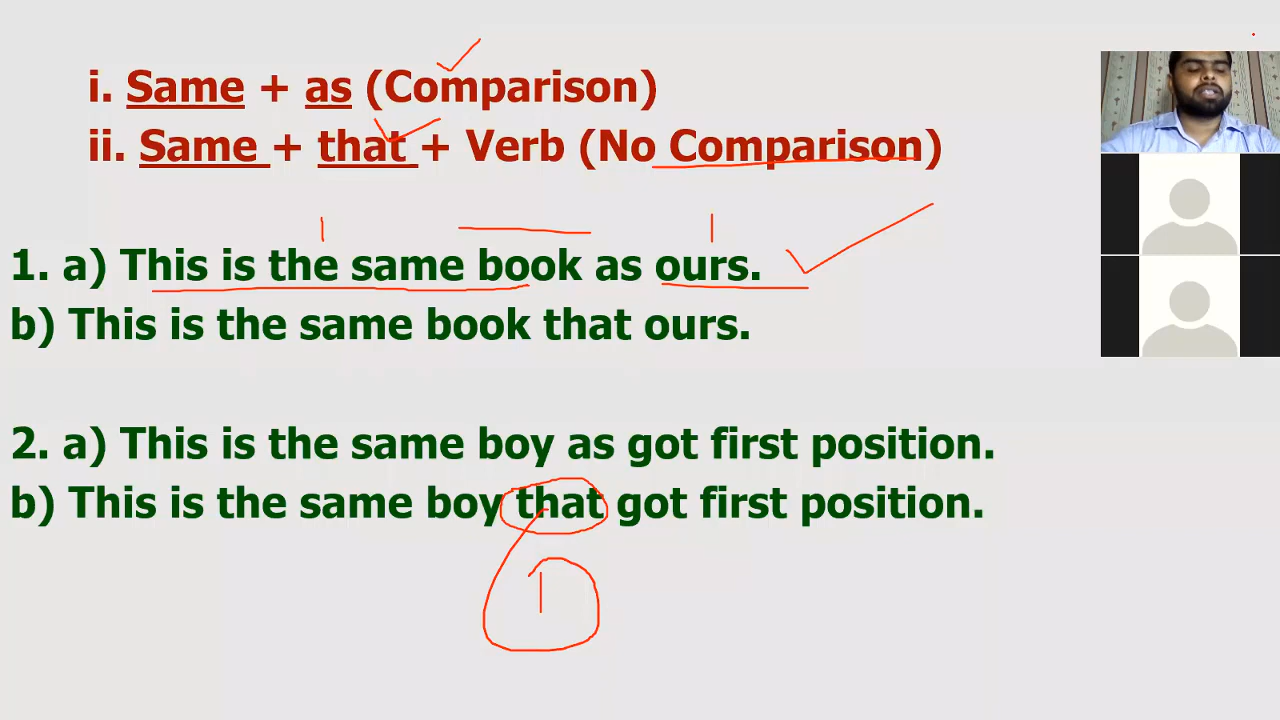 i. Same + as (Comparison)
ii. Same + that + Verb (No Comparison)
1. a) This is the same book as ours.
b) This is the same book that ours.
2. a) This is the same boy as got first position.
b) This is the same boy that got first position.
1